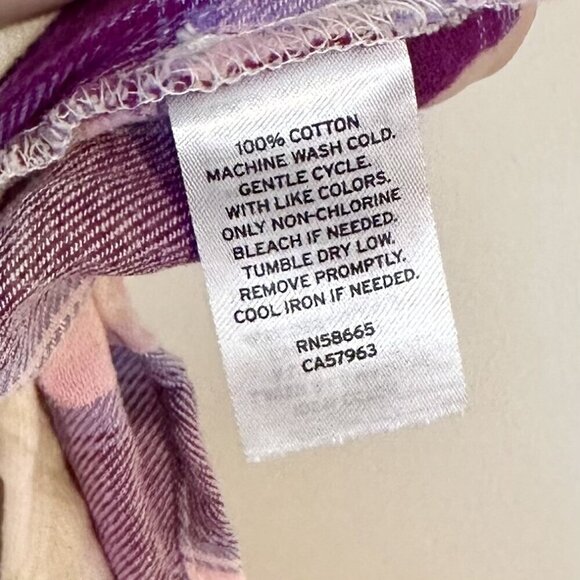 100% COTTON
MACHINE WASH COLD.
GENTLE CYCLE.
WITH LIKE COLORS.
ONLY NON-CHLORINE
BLEACH IF NEEDED.
TUMBLE DRY LOW.
REMOVE PROMPTLY.
COOL IRON IF NEEDED.
RN58665
CA57963